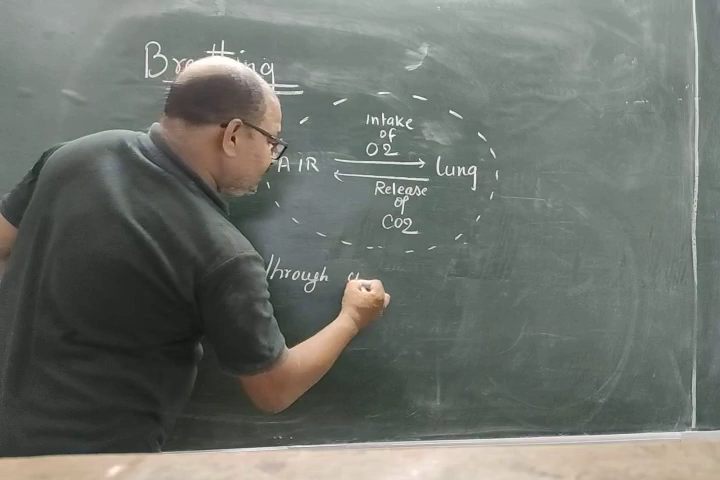 Intake
of
O2
AIR lung
Release
of
CO2
Through